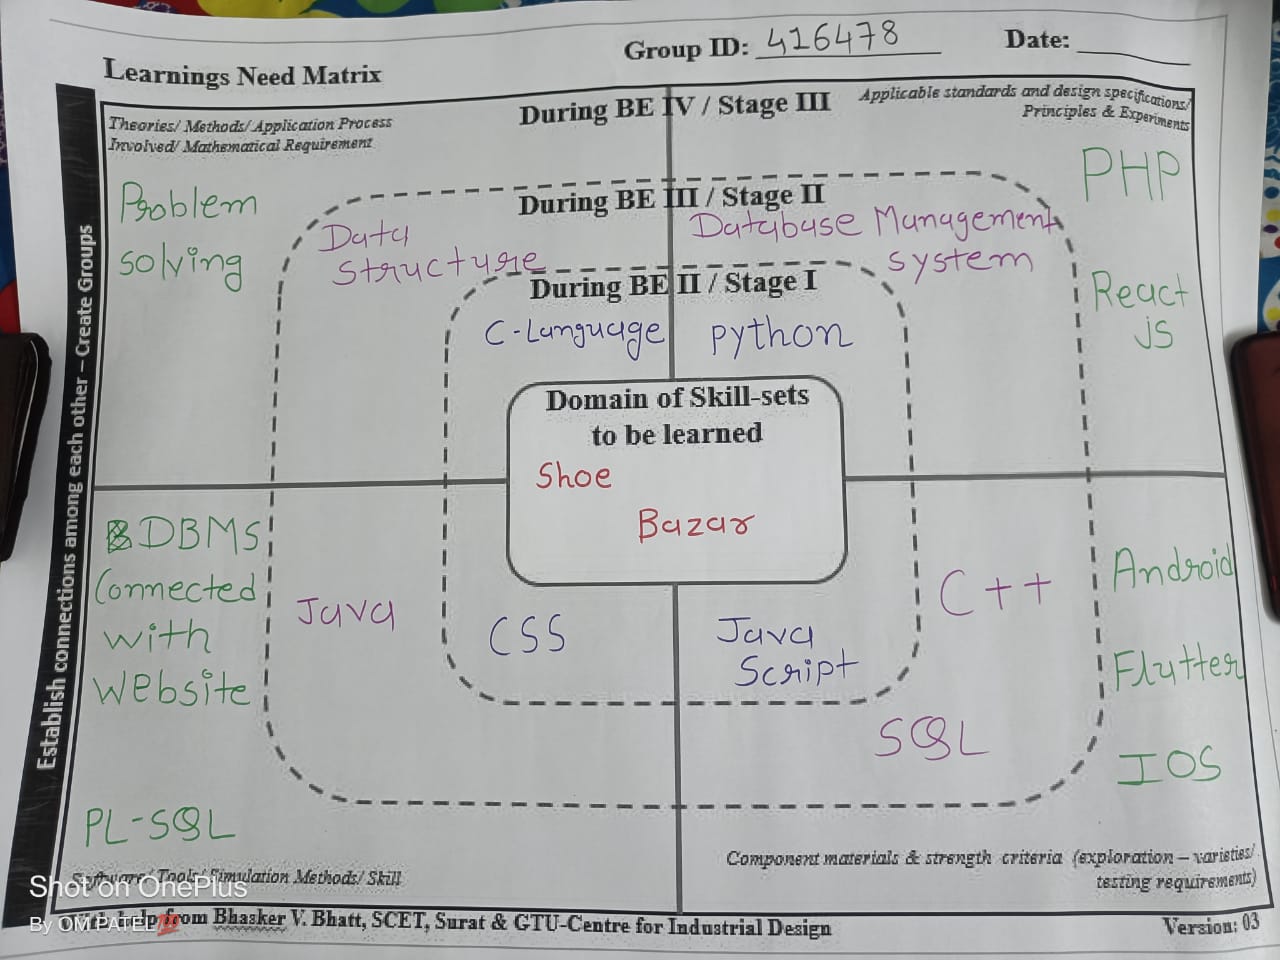 Learnings Need Matrix
Group ID: 416478
Date:
Establish connections among each other – Create Groups
Theories/ Methods/ Application Process
Involved/ Mathematical Requirement
During BE IV / Stage III
Applicable standards and design specifications/
Principles & Experiments
Problem
solving
PHP
React
JS
During BE III / Stage II
Data
Structure
Database Management
system
During BE II / Stage I
C-Language
python
Domain of Skill-sets
to be learned
Shoe
Bazar
DBMS
Connected
with
Website
Java
CSS
Java
Script
C++
SQL
Android
Flutter
IOS
PL-SQL
Software/ Tools/ Simulation Methods/ Skill
Component materials & strength criteria (exploration – varieties/
testing requirements)
Shot on OnePlus
By OM PATEL
help from Bhasker V. Bhatt, SCET, Surat & GTU-Centre for Industrial Design
Version: 03